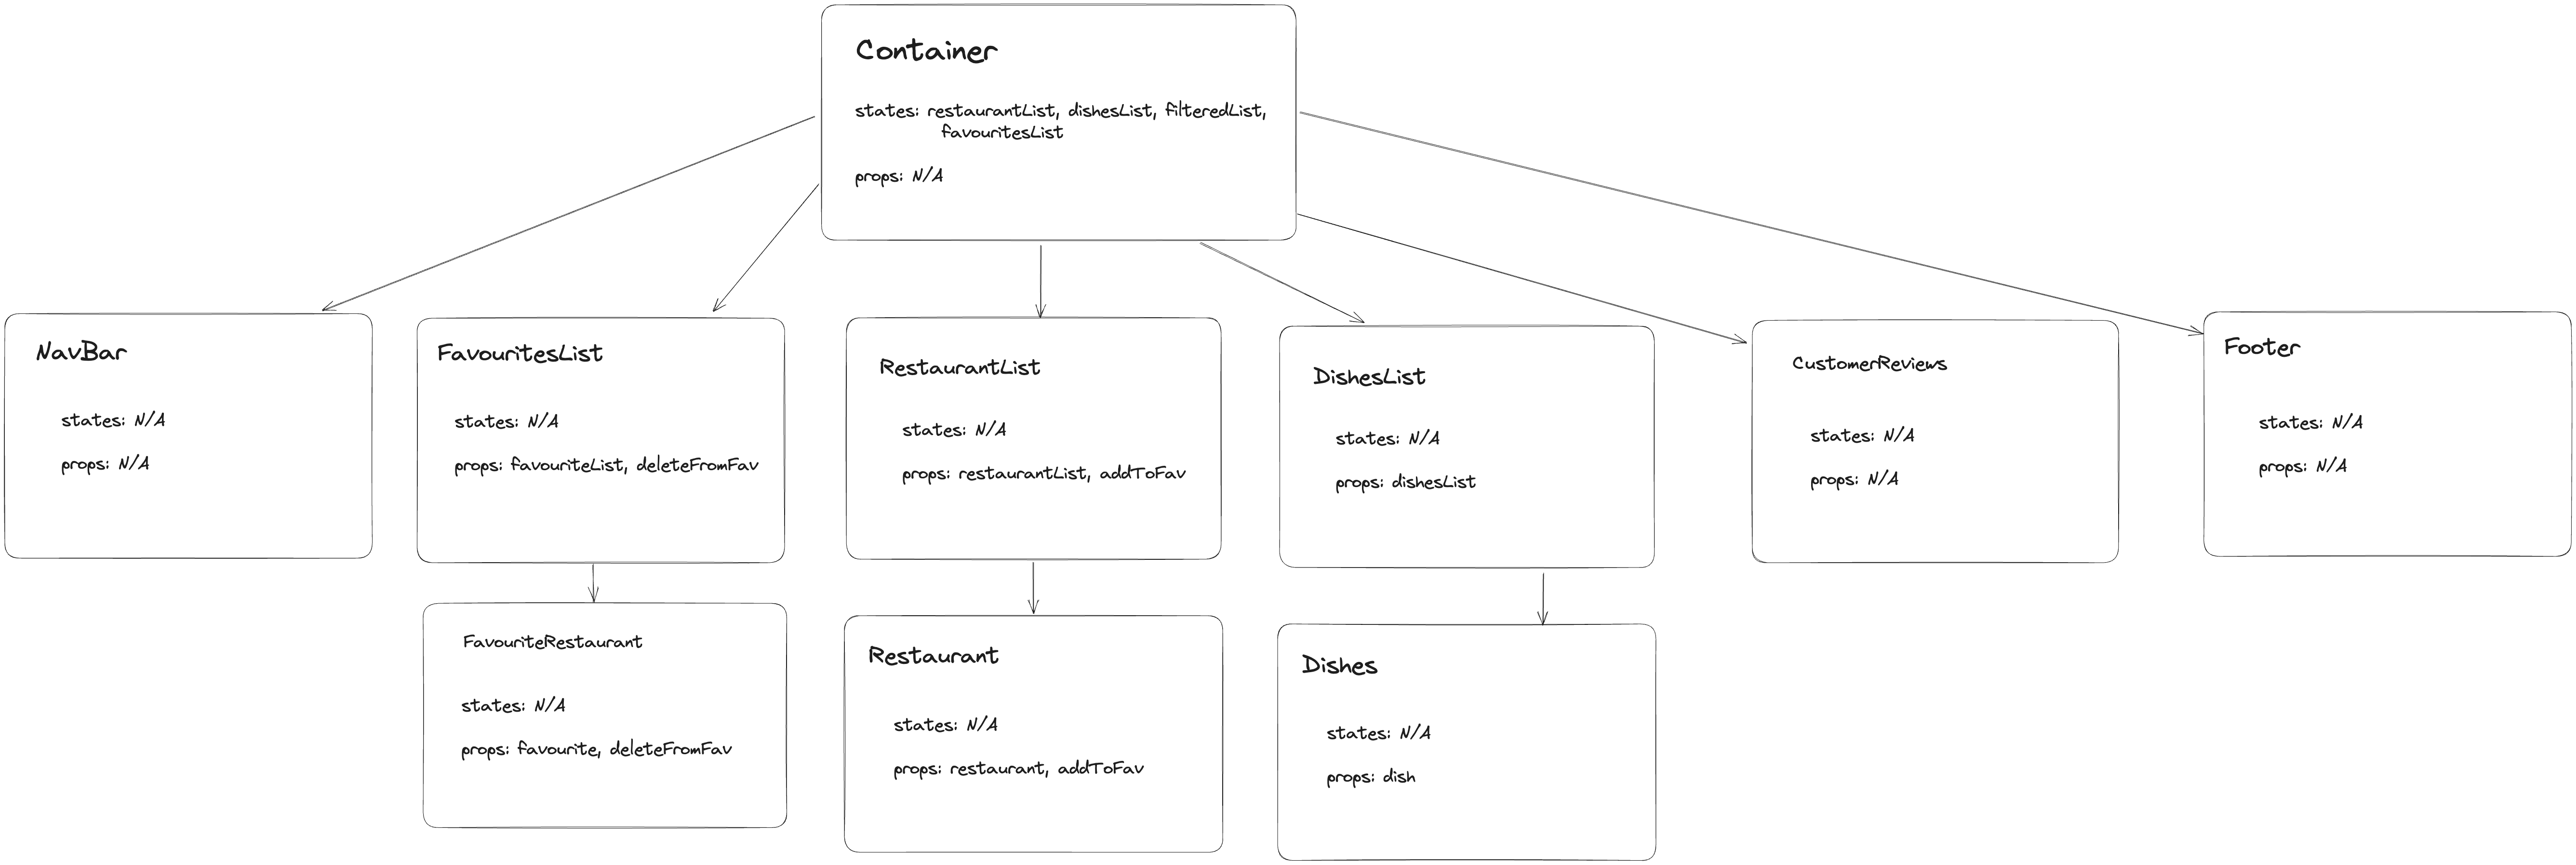 Container
states: restaurantList, dishesList, filteredList,
favouritesList
props: N/A
NavBar
states: N/A
props: N/A
FavouritesList
states: N/A
props: favouriteList, deleteFromFav
RestaurantList
states: N/A
props: restaurantList, addToFav
DishesList
states: N/A
props: dishesList
CustomerReviews
states: N/A
props: N/A
Footer
states: N/A
props: N/A
FavouriteRestaurant
states: N/A
props: favourite, deleteFromFav
Restaurant
states: N/A
props: restaurant, addToFav
Dishes
states: N/A
props: dish